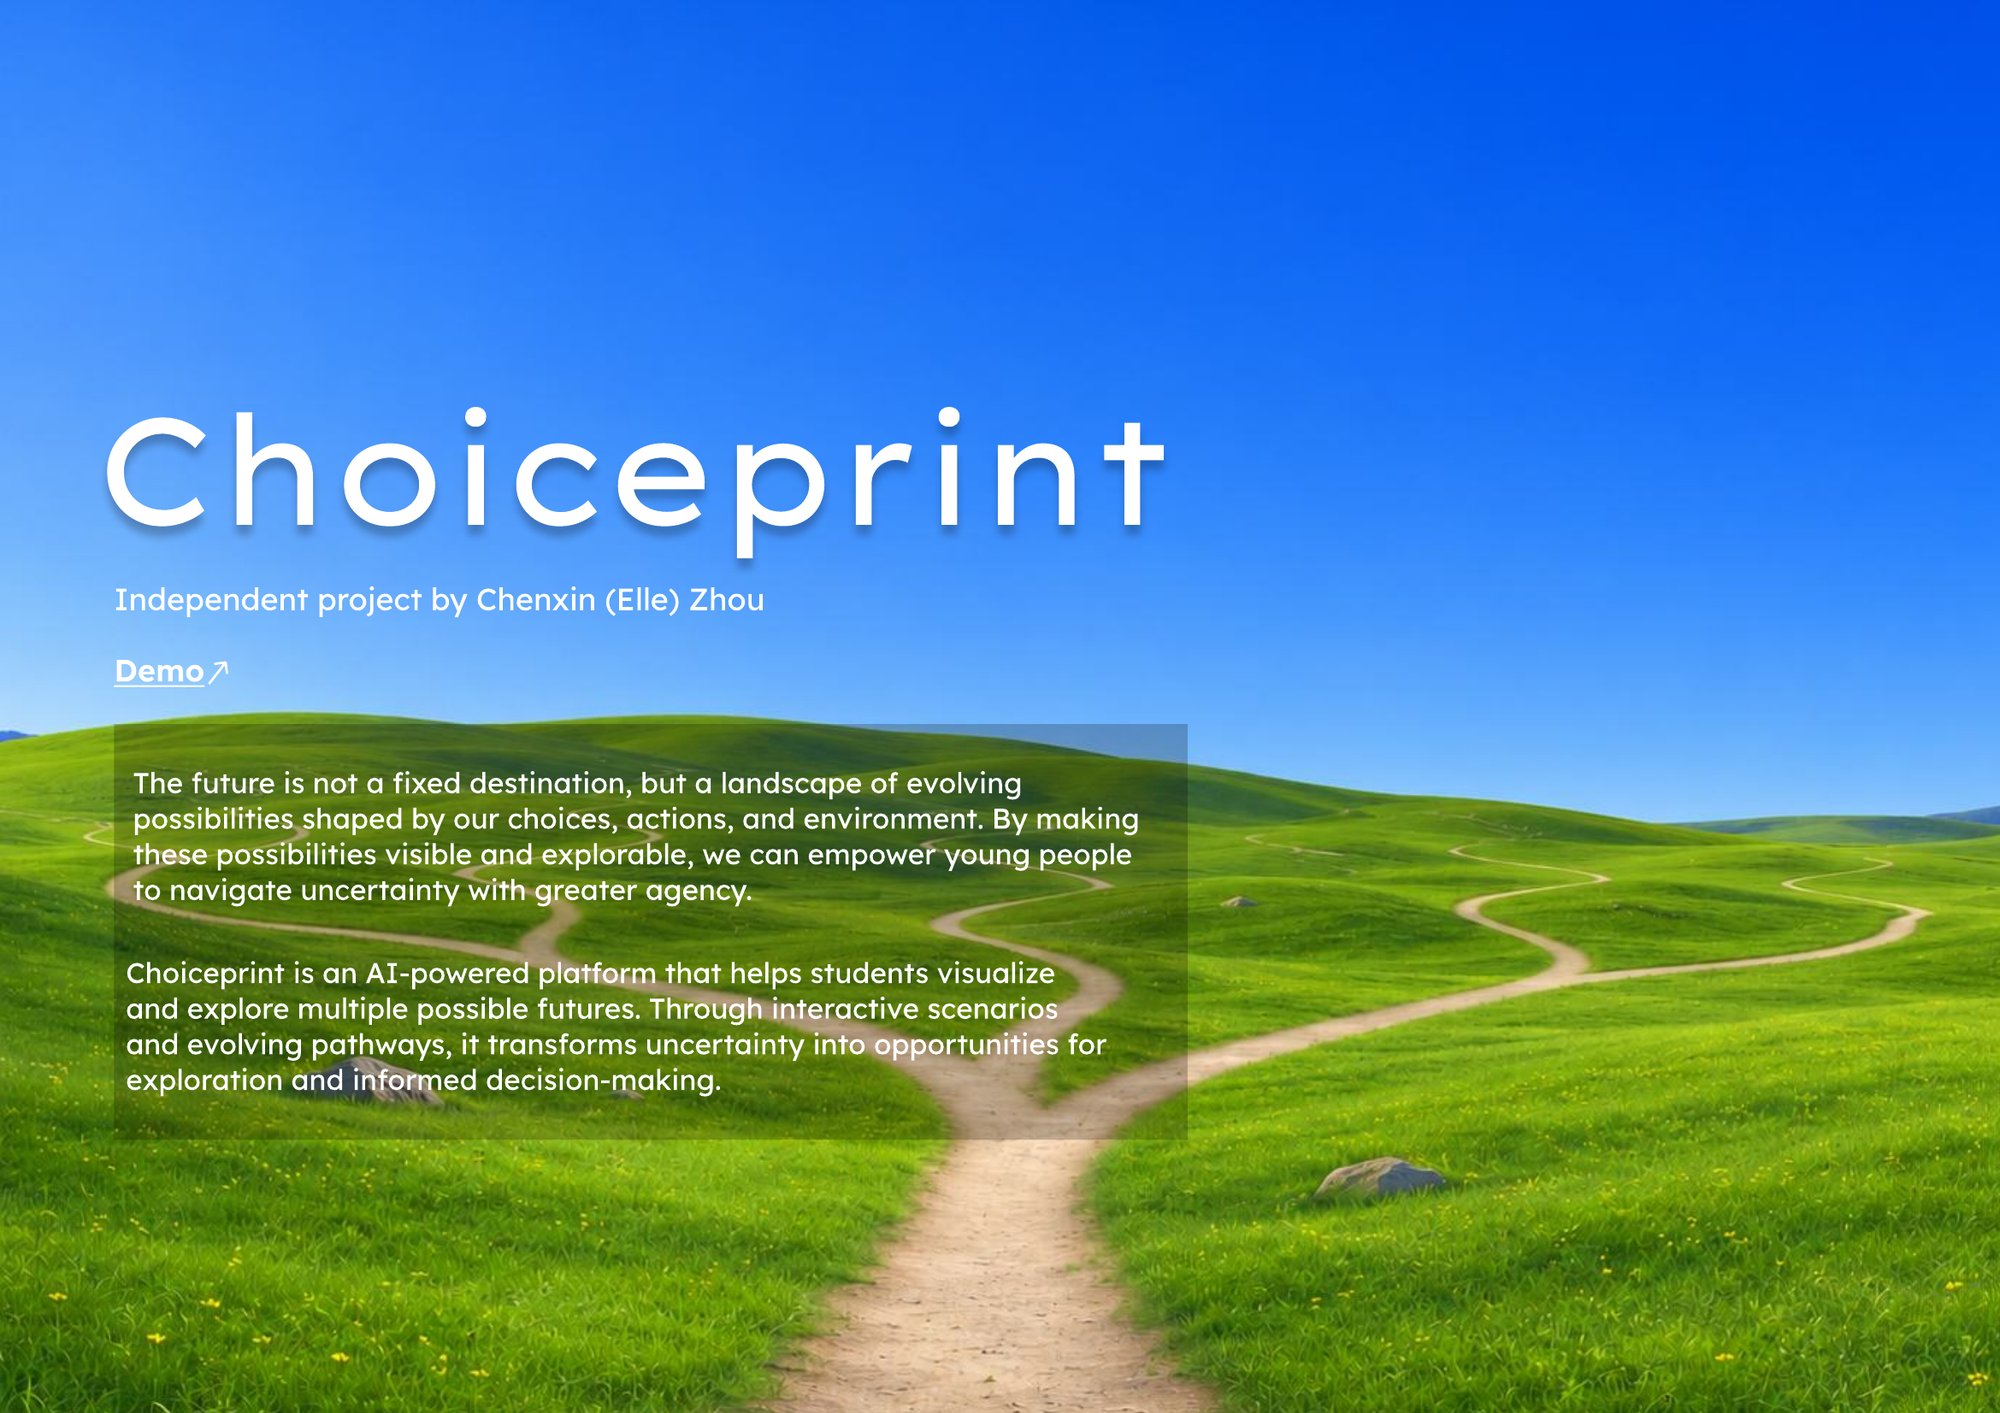 Choiceprint
Independent project by Chenxin (Elle) Zhou
Demo↗
The future is not a fixed destination, but a landscape of evolving
possibilities shaped by our choices, actions, and environment. By making
these possibilities visible and explorable, we can empower young people
to navigate uncertainty with greater agency.
Choiceprint is an AI-powered platform that helps students visualize
and explore multiple possible futures. Through interactive scenarios
and evolving pathways, it transforms uncertainty into opportunities for
exploration and informed decision-making.